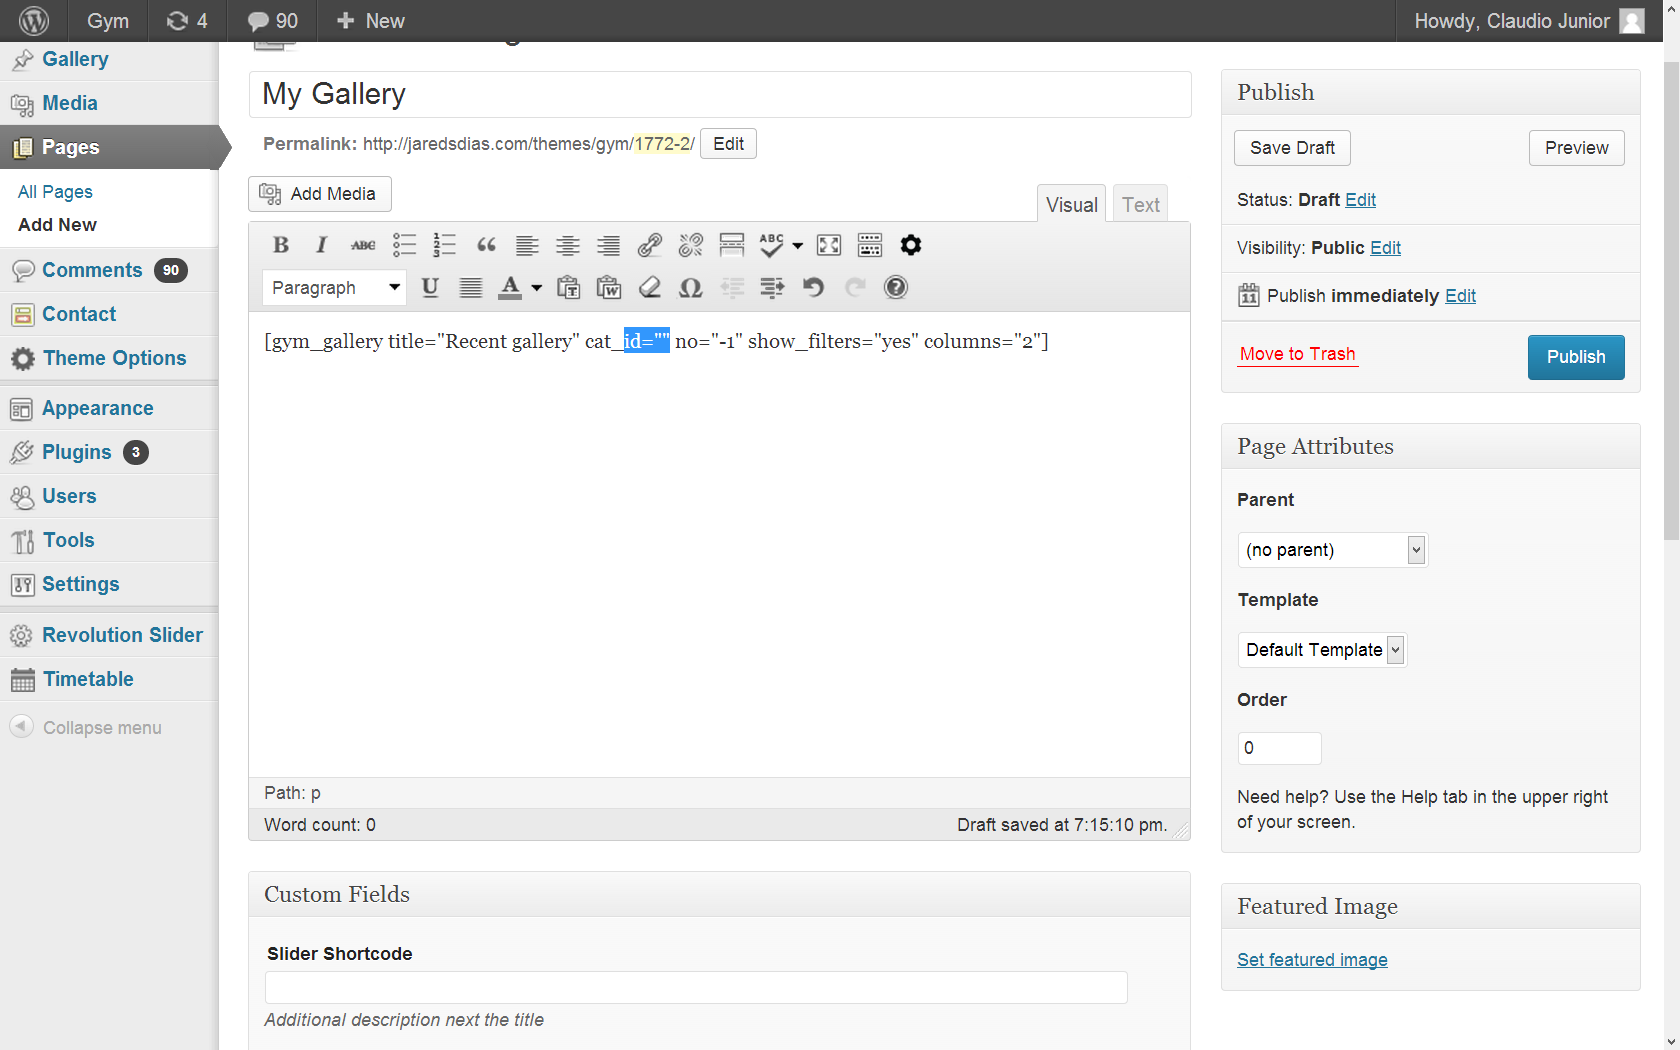 Gym
4
90
New
Howdy, Claudio Junior
Gallery
Media
Pages
All Pages
Add New
Comments 90
Contact
Theme Options
Appearance
Plugins 3
Users
Tools
Settings
Revolution Slider
Timetable
Collapse menu
My Gallery
Permalink: http://jaredsdias.com/themes/gym/1772-2/ Edit
Add Media
Visual
Text
B I ABC ABC
Paragraph U A T W Ω ?
[gym_gallery title="Recent gallery" cat_id="" no="-1" show_filters="yes" columns="2"]
Path: p
Word count: 0
Draft saved at 7:15:10 pm.
Custom Fields
Slider Shortcode
Additional description next the title
Publish
Save Draft
Preview
Status: Draft Edit
Visibility: Public Edit
11 Publish immediately Edit
Move to Trash
Publish
Page Attributes
Parent
(no parent)
Template
Default Template
Order
0
Need help? Use the Help tab in the upper right
of your screen.
Featured Image
Set featured image